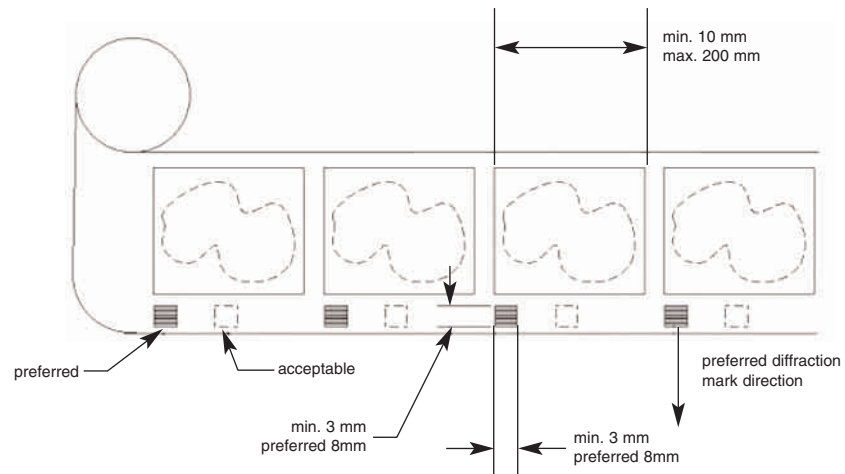 min. 10 mm
max. 200 mm
preferred
acceptable
preferred diffraction
mark direction
min. 3 mm
preferred 8mm
min. 3 mm
preferred 8mm